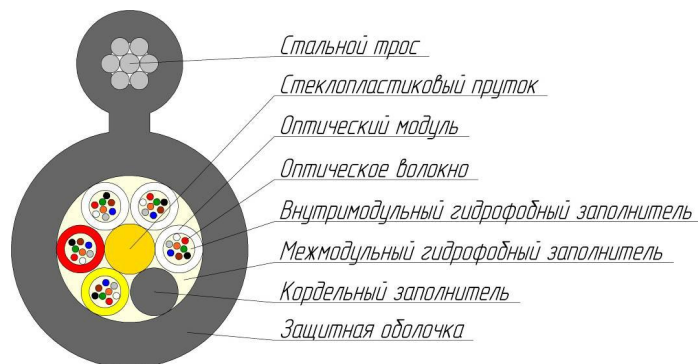 Стальной трос
Стеклопластиковый пруток
Оптический модуль
Оптическое волокно
Внутримодульный гидрофобный заполнитель
Межмодульный гидрофобный заполнитель
Кордельный заполнитель
Защитная оболочка